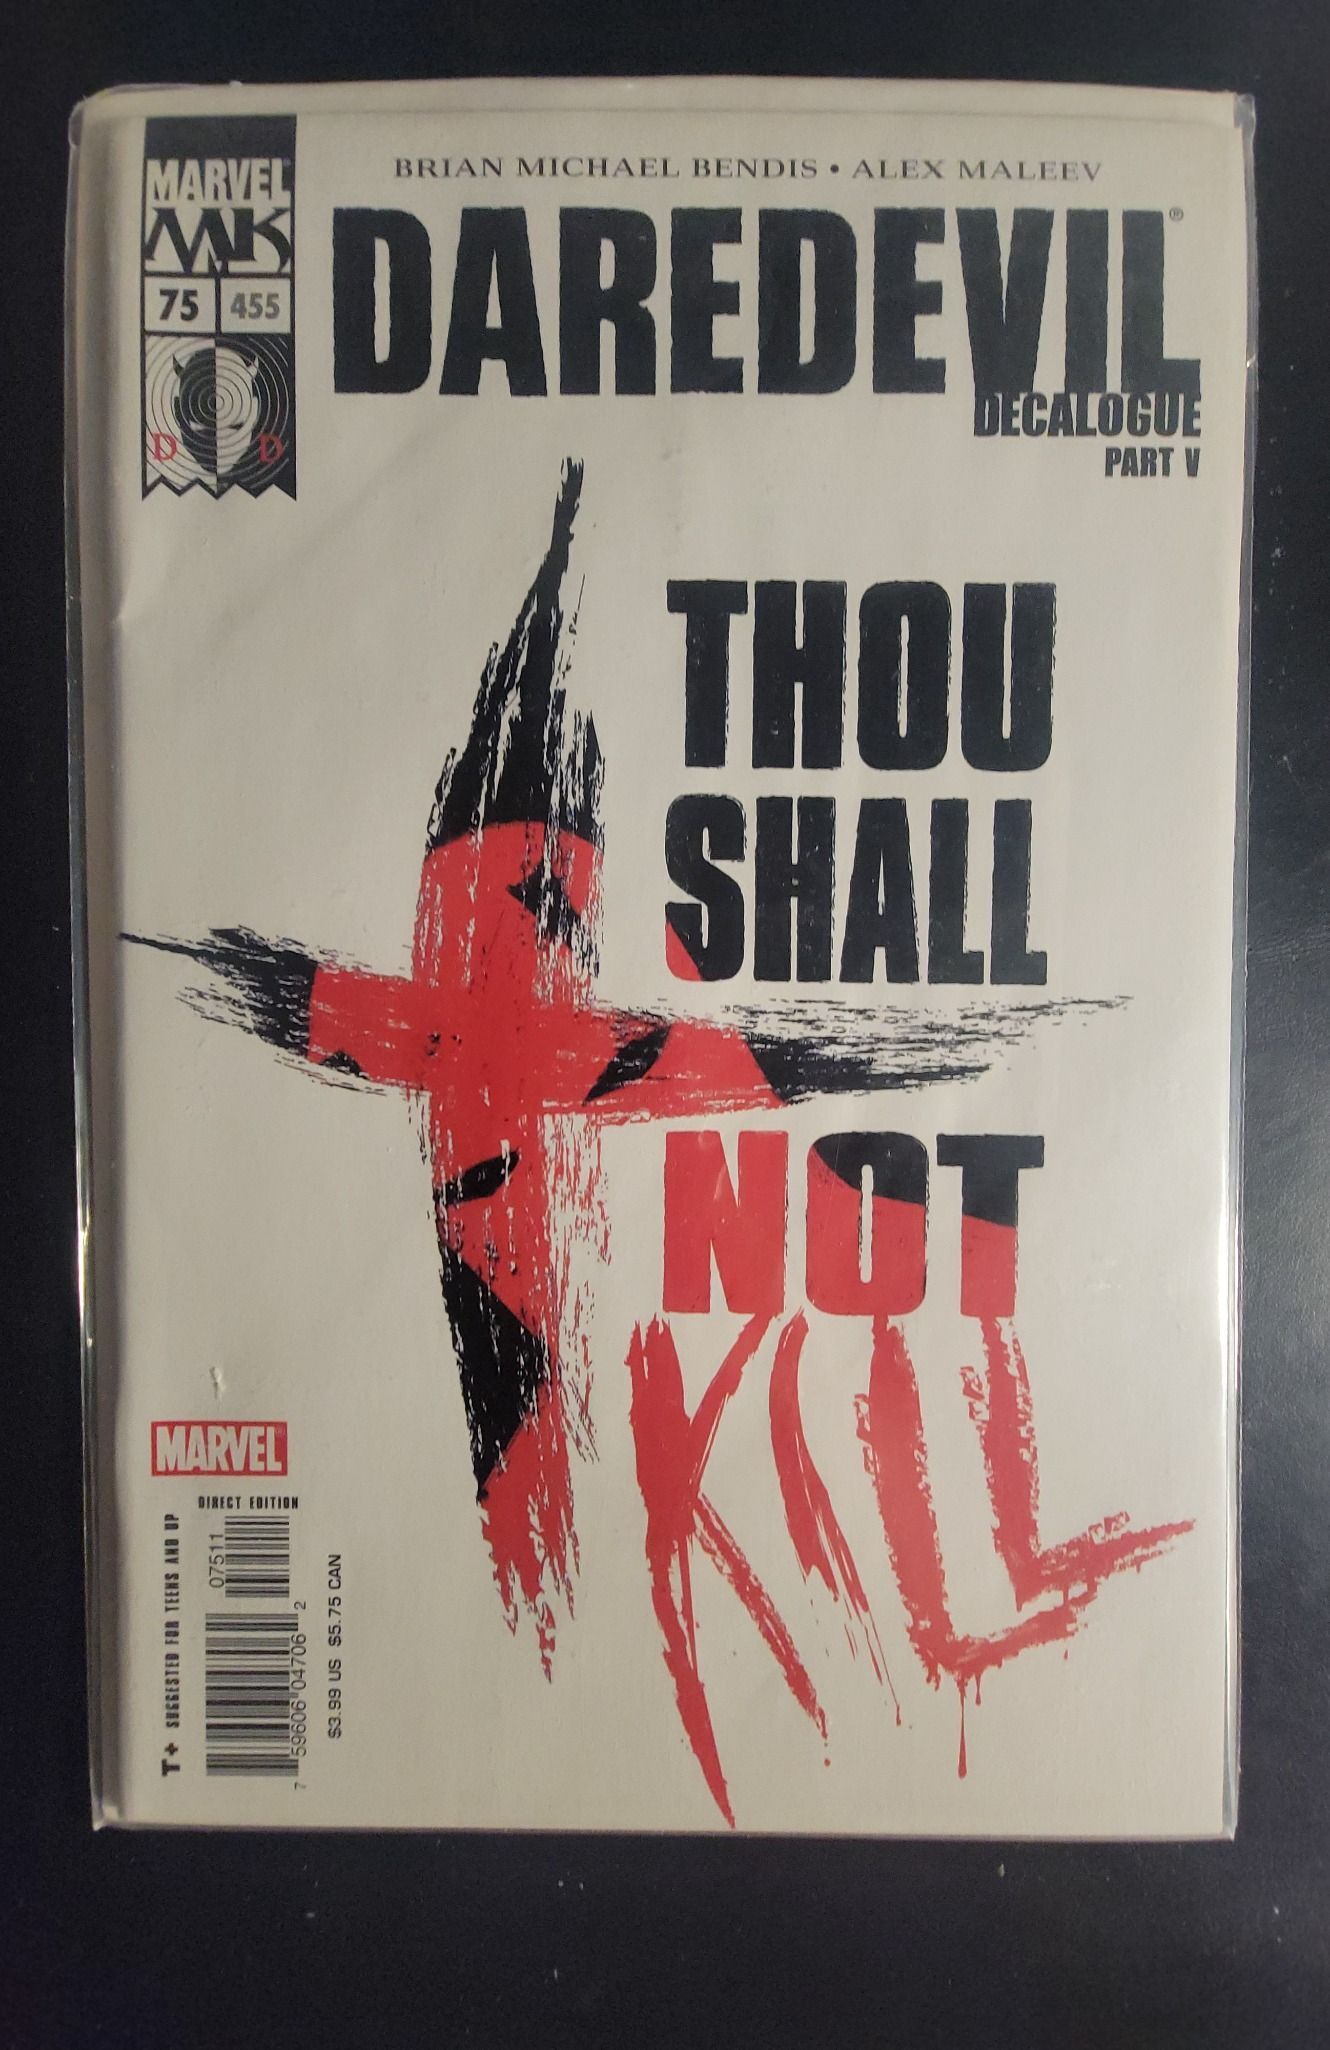 BRIAN MICHAEL BENDIS • ALEX MALEEV
MARVEL
MK
75 455
D D
DAREDEVIL®
DECALOGUE
PART V
THOU
SHALL
NOT
KILL
MARVEL
DIRECT EDITION
07511
7 59606 04706 2
T+ SUGGESTED FOR TEENS AND UP
$3.99 US $5.75 CAN